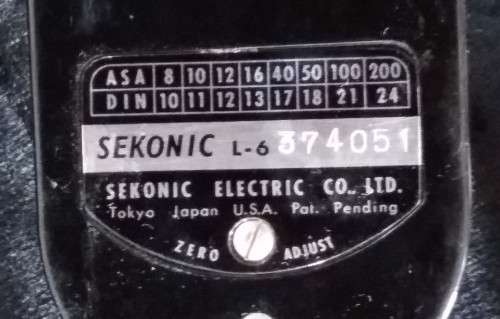 ASA 8 10 12 16 40 50 100 200
DIN 10 11 12 13 17 18 21 24
SEKONIC L-6 374051
SEKONIC ELECTRIC CO., LTD.
Tokyo Japan U.S.A. Pat. Pending
ZERO ADJUST